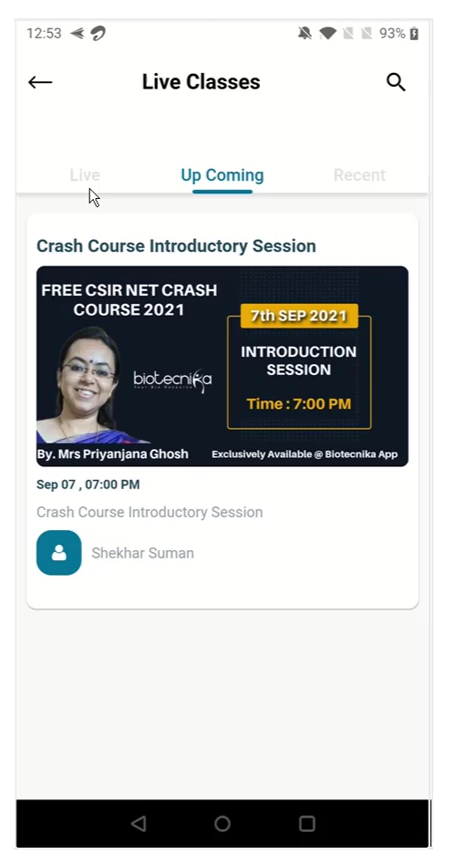 12:53 93%
Live Classes
Live Up Coming Recent
Crash Course Introductory Session
FREE CSIR NET CRASH
COURSE 2021
7th SEP 2021
INTRODUCTION
SESSION
Time : 7:00 PM
biotecnika
By. Mrs Priyanjana Ghosh
Exclusively Available @ Biotecnika App
Sep 07 , 07:00 PM
Crash Course Introductory Session
Shekhar Suman